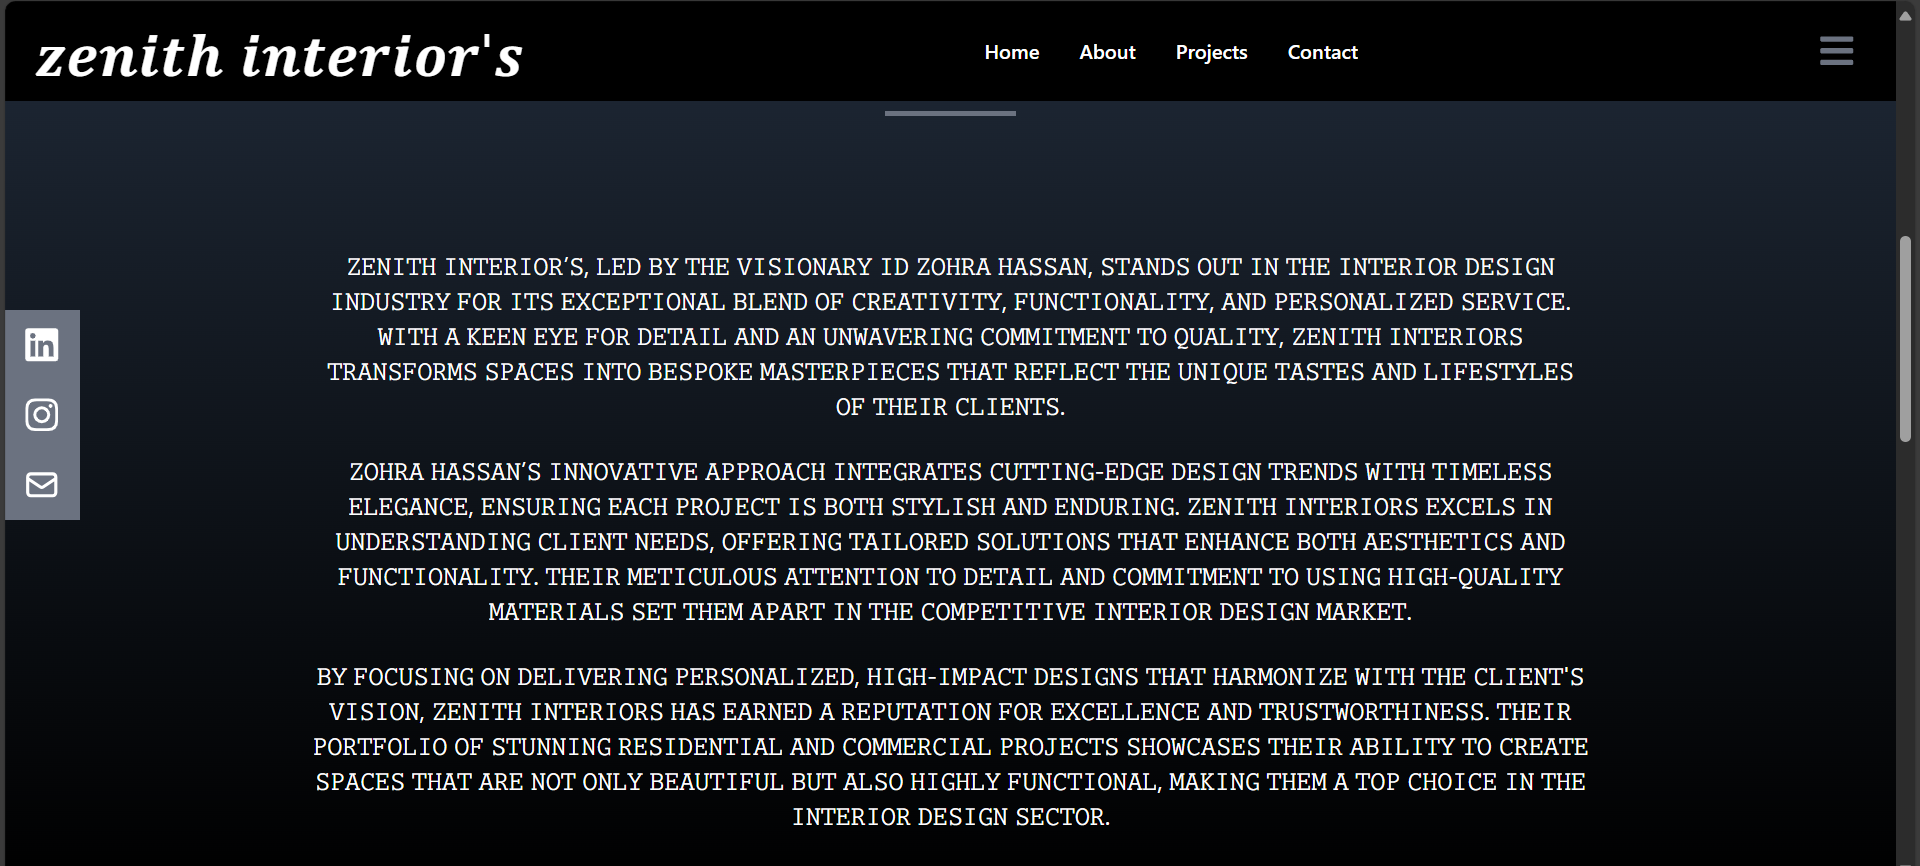 zenith interior's
Home About Projects Contact
ZENITH INTERIOR’S, LED BY THE VISIONARY ID ZOHRA HASSAN, STANDS OUT IN THE INTERIOR DESIGN
INDUSTRY FOR ITS EXCEPTIONAL BLEND OF CREATIVITY, FUNCTIONALITY, AND PERSONALIZED SERVICE.
WITH A KEEN EYE FOR DETAIL AND AN UNWAVERING COMMITMENT TO QUALITY, ZENITH INTERIORS
TRANSFORMS SPACES INTO BESPOKE MASTERPIECES THAT REFLECT THE UNIQUE TASTES AND LIFESTYLES
OF THEIR CLIENTS.
ZOHRA HASSAN’S INNOVATIVE APPROACH INTEGRATES CUTTING-EDGE DESIGN TRENDS WITH TIMELESS
ELEGANCE, ENSURING EACH PROJECT IS BOTH STYLISH AND ENDURING. ZENITH INTERIORS EXCELS IN
UNDERSTANDING CLIENT NEEDS, OFFERING TAILORED SOLUTIONS THAT ENHANCE BOTH AESTHETICS AND
FUNCTIONALITY. THEIR METICULOUS ATTENTION TO DETAIL AND COMMITMENT TO USING HIGH-QUALITY
MATERIALS SET THEM APART IN THE COMPETITIVE INTERIOR DESIGN MARKET.
BY FOCUSING ON DELIVERING PERSONALIZED, HIGH-IMPACT DESIGNS THAT HARMONIZE WITH THE CLIENT'S
VISION, ZENITH INTERIORS HAS EARNED A REPUTATION FOR EXCELLENCE AND TRUSTWORTHINESS. THEIR
PORTFOLIO OF STUNNING RESIDENTIAL AND COMMERCIAL PROJECTS SHOWCASES THEIR ABILITY TO CREATE
SPACES THAT ARE NOT ONLY BEAUTIFUL BUT ALSO HIGHLY FUNCTIONAL, MAKING THEM A TOP CHOICE IN THE
INTERIOR DESIGN SECTOR.